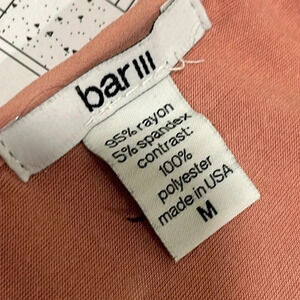 bar III
95% rayon
5% spandex
contrast:
100%
polyester
made in USA
M